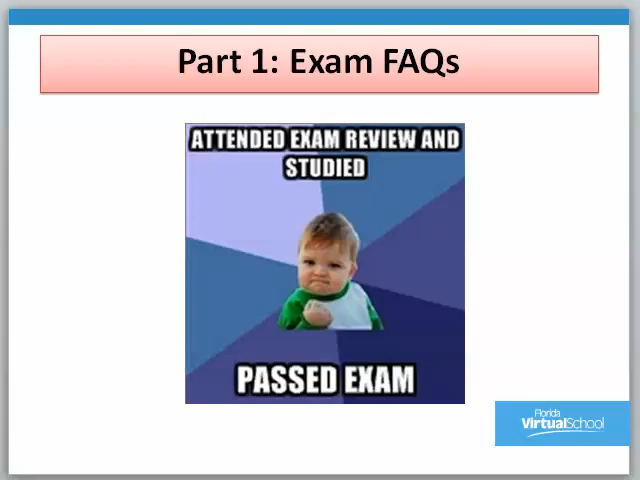 Part 1: Exam FAQs
ATTENDED EXAM REVIEW AND
STUDIED
PASSED EXAM
Florida
VirtualSchool